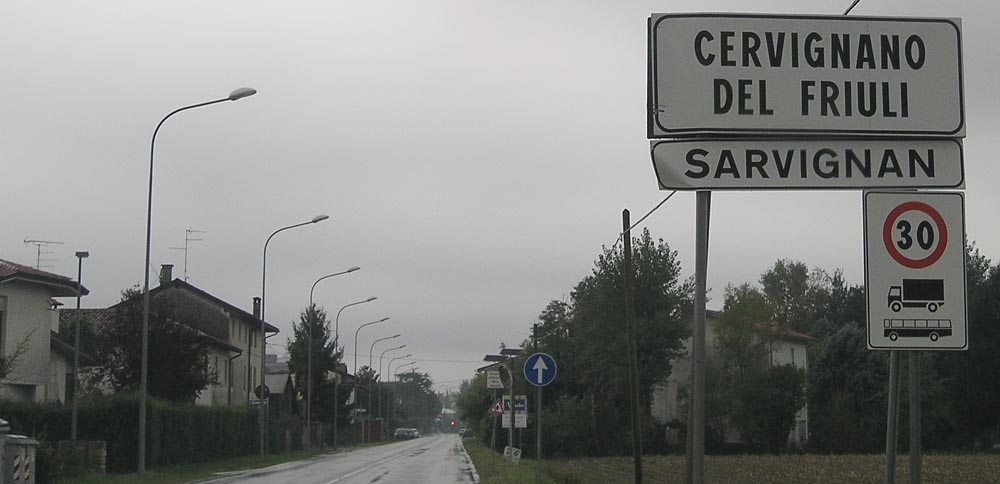 CERVIGNANO
DEL FRIULI
SARVIGNAN
30